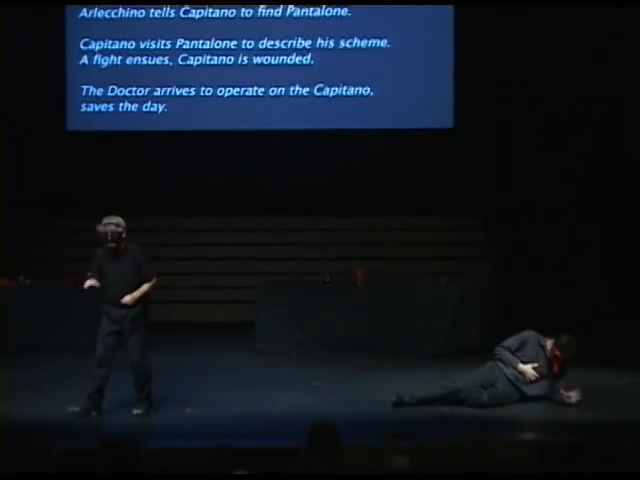 Arlecchino tells Capitano to find Pantalone.
Capitano visits Pantalone to describe his scheme.
A fight ensues, Capitano is wounded.
The Doctor arrives to operate on the Capitano,
saves the day.